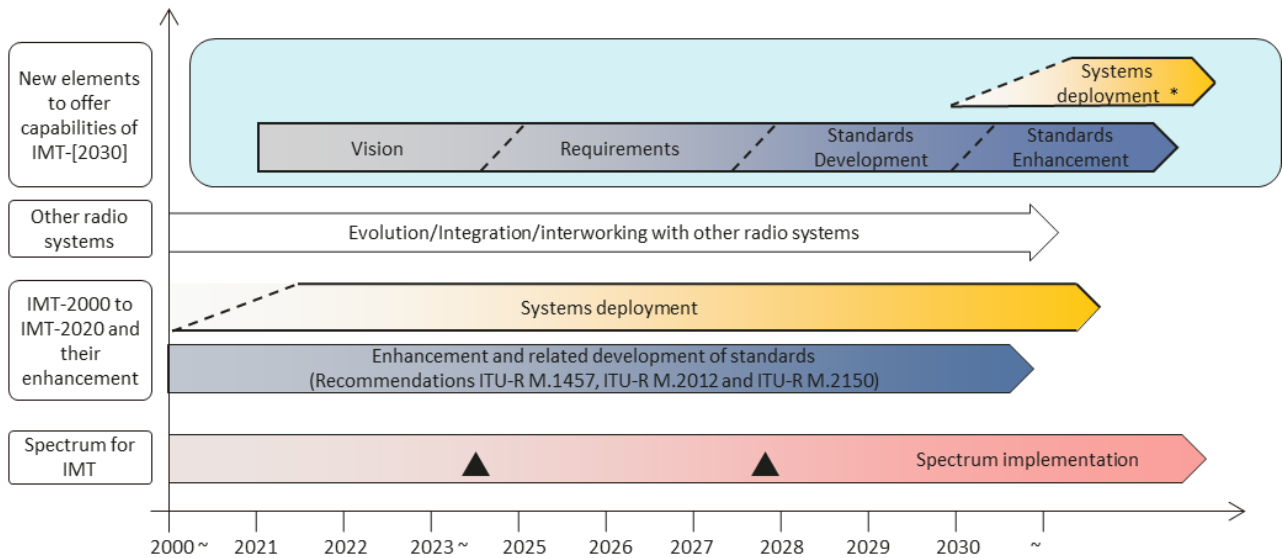 New elements
to offer
capabilities of
IMT-[2030]
Systems
deployment *
Vision
Requirements
Standards
Development
Standards
Enhancement
Other radio
systems
Evolution/Integration/interworking with other radio systems
IMT-2000 to
IMT-2020 and
their
enhancement
Systems deployment
Enhancement and related development of standards
(Recommendations ITU-R M.1457, ITU-R M.2012 and ITU-R M.2150)
Spectrum for
IMT
Spectrum implementation
2000 ~ 2021 2022 2023 ~ 2025 2026 2027 2028 2029 2030 ~